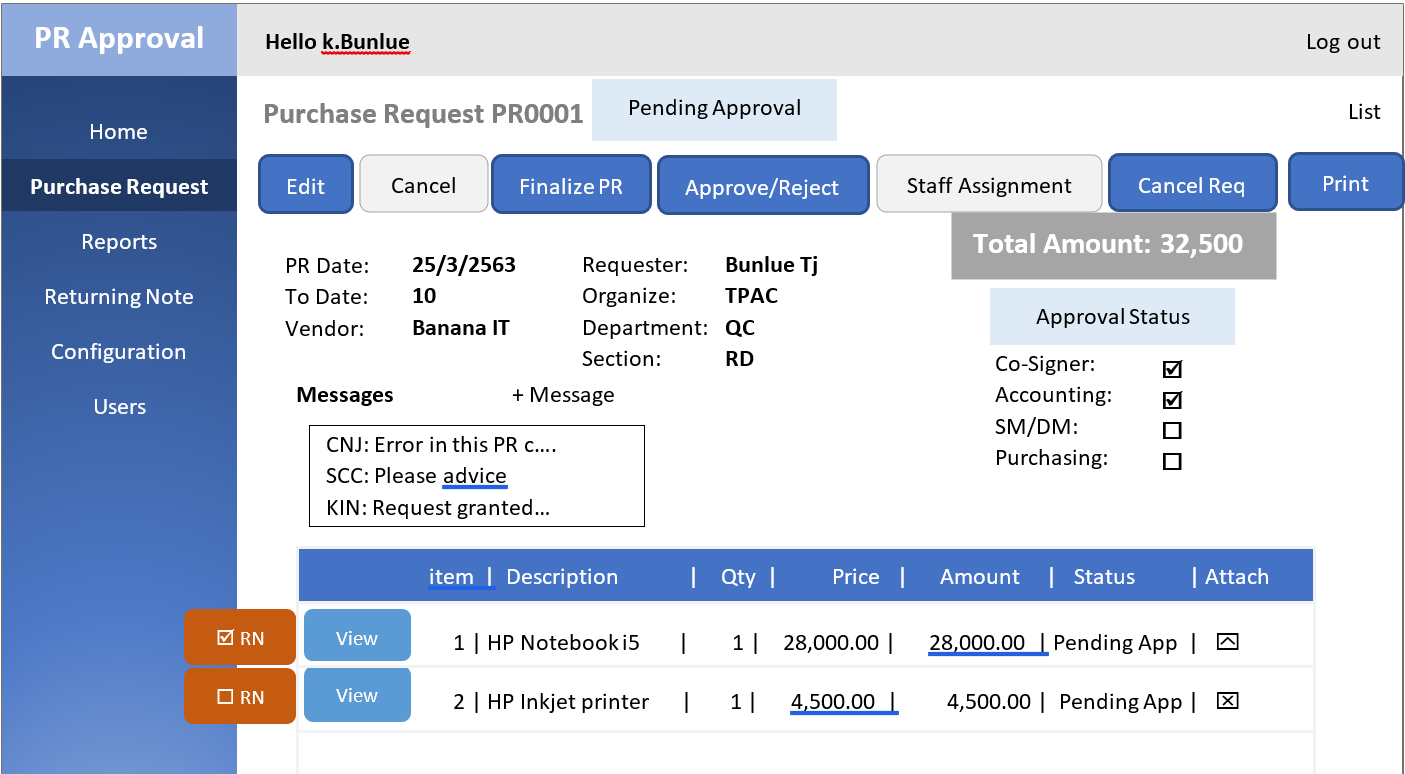 PR Approval
Hello k.Bunlue
Log out
Purchase Request PR0001
Pending Approval
List
Home
Purchase Request
Reports
Returning Note
Configuration
Users
Edit
Cancel
Finalize PR
Approve/Reject
Staff Assignment
Cancel Req
Print
Total Amount: 32,500
PR Date: 25/3/2563 Requester: Bunlue Tj
To Date: 10 Organize: TPAC
Vendor: Banana IT Department: QC
Section: RD
Approval Status
Co-Signer:
Accounting:
SM/DM:
Purchasing:
Messages + Message
CNJ: Error in this PR c....
SCC: Please advice
KIN: Request granted...
item | Description | Qty | Price | Amount | Status | Attach
RN View 1 | HP Notebook i5 | 1 | 28,000.00 | 28,000.00 | Pending App |
RN View 2 | HP Inkjet printer | 1 | 4,500.00 | 4,500.00 | Pending App |